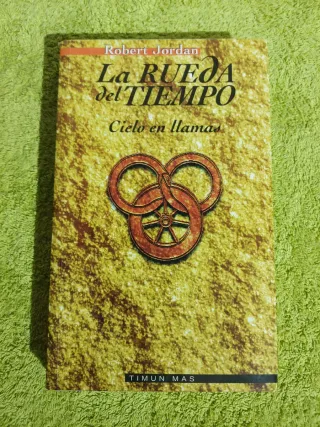 Robert Jordan
La RUEDA
del TIEMPO
Cielo en llamas
TIMUN MAS